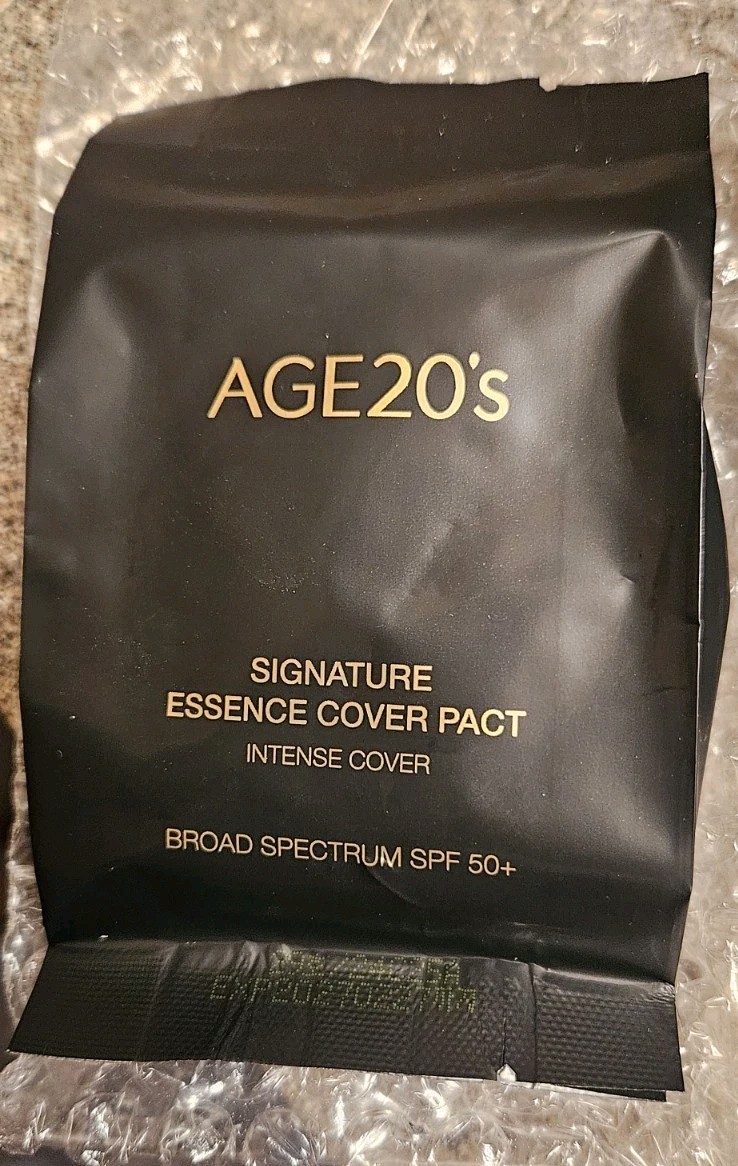 AGE20's
SIGNATURE
ESSENCE COVER PACT
INTENSE COVER
BROAD SPECTRUM SPF 50+